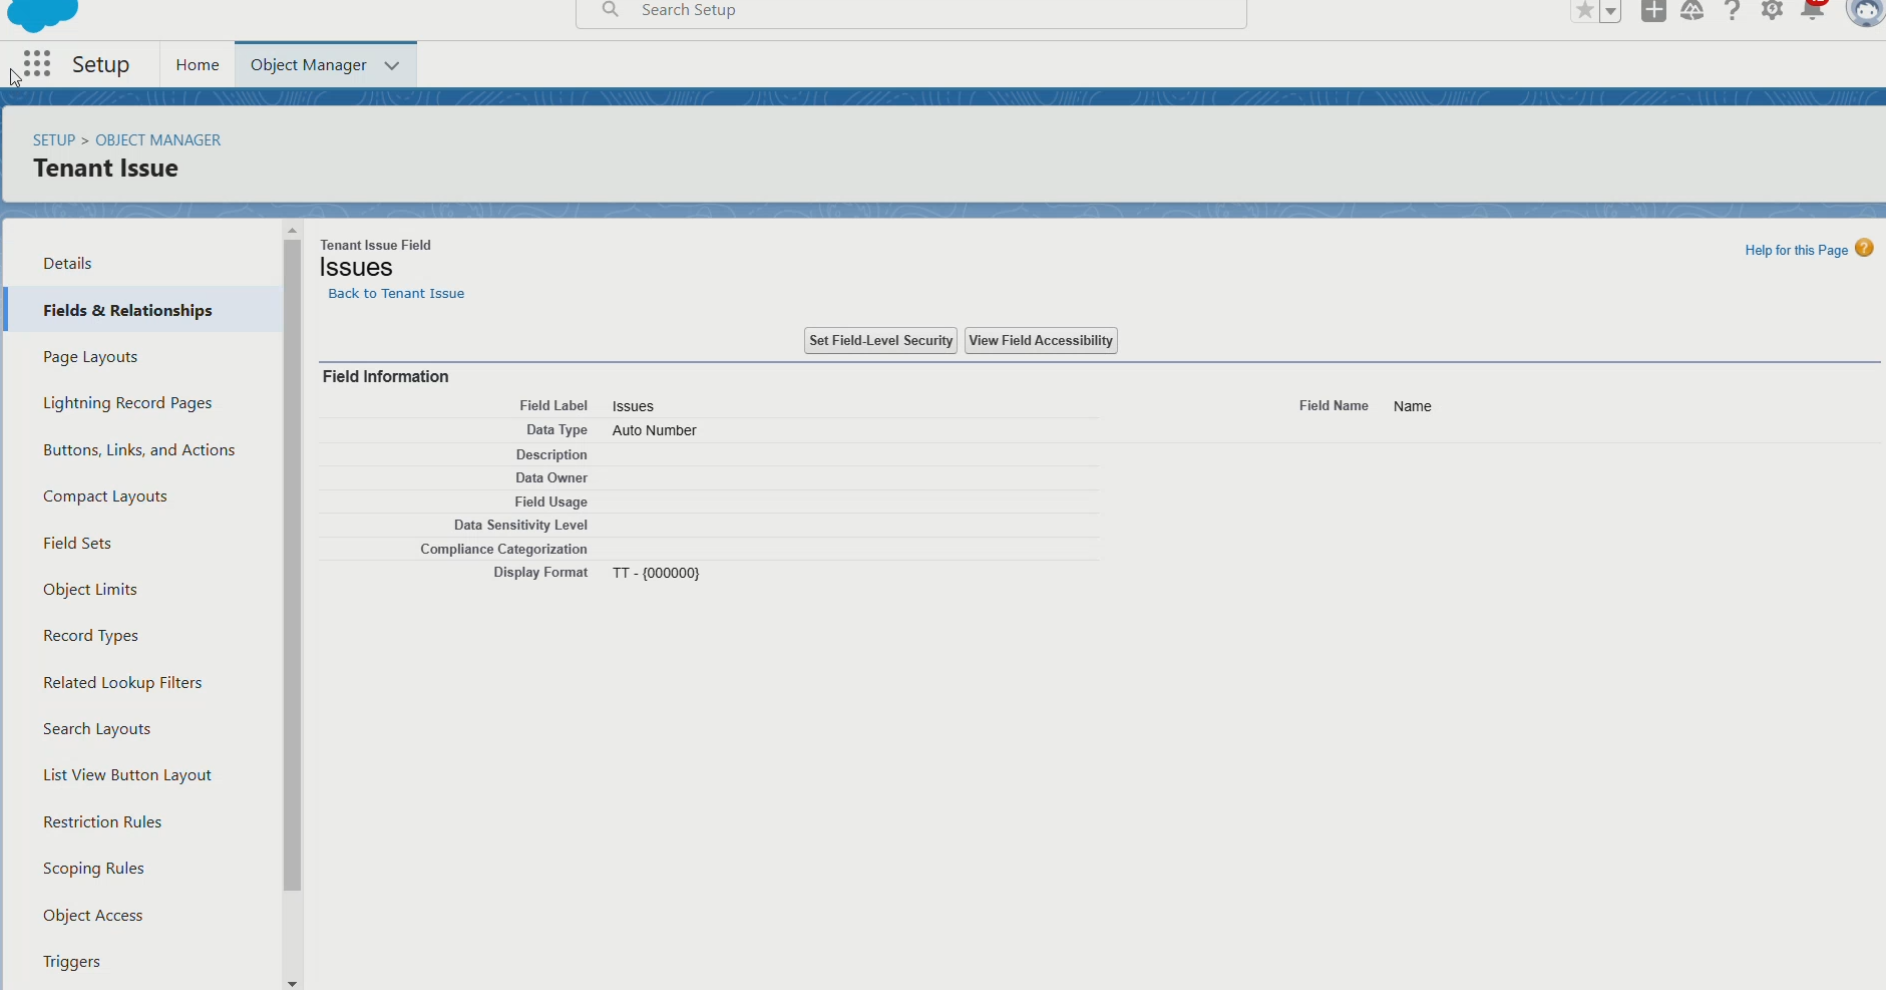 Search Setup
Setup
Home
Object Manager
SETUP > OBJECT MANAGER
Tenant Issue
Details
Fields & Relationships
Page Layouts
Lightning Record Pages
Buttons, Links, and Actions
Compact Layouts
Field Sets
Object Limits
Record Types
Related Lookup Filters
Search Layouts
List View Button Layout
Restriction Rules
Scoping Rules
Object Access
Triggers
Tenant Issue Field
Issues
Back to Tenant Issue
Help for this Page
Set Field-Level Security
View Field Accessibility
Field Information
Field Label Issues
Field Name Name
Data Type Auto Number
Description
Data Owner
Field Usage
Data Sensitivity Level
Compliance Categorization
Display Format TT - {000000}